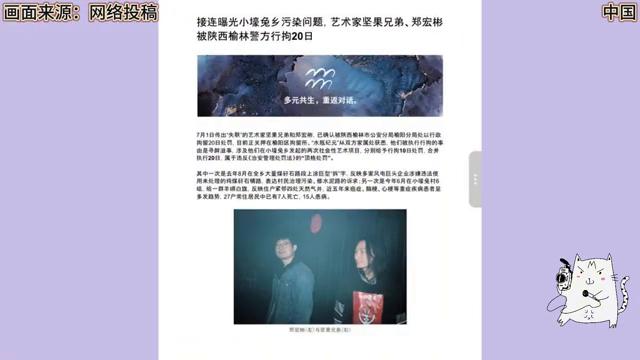 画面来源：网络投稿
中国
接连曝光小壕兔乡污染问题，艺术家坚果兄弟、郑宏彬
被陕西榆林警方行拘20日
多元共生，重返对话。
7月1日传出“失联”的艺术家坚果兄弟和郑宏彬，已确认被陕西榆林市公安分局榆阳分局处以行政
拘留20日处罚，目前正关押在榆阳区拘留所。“水瓶纪元”从双方家属处获悉，他们被执行行拘的事
由是寻衅滋事，涉及他们在小壕兔乡发起的两次社会性艺术项目，分别给予行拘10日处罚，合并
执行20日，属于违反《治安管理处罚法》的“顶格处罚”。
其中一次是去年8月在全乡大量煤矸石路段上涂巨型“拆”字，反映多家风电巨头企业涉嫌违法使
用未处理的纯煤矸石铺路，表达村民治理污染、修水泥路的诉求；另一次是今年6月在小壕兔村6
组，给一群羊绑白旗，反映住户紧邻四处天然气井，近五年来癌症、脑梗、心梗等重症疾病患者呈
多发趋势，27户常住居民中已有7人死亡，15人患病。
郑宏彬(左)与坚果兄弟(右)